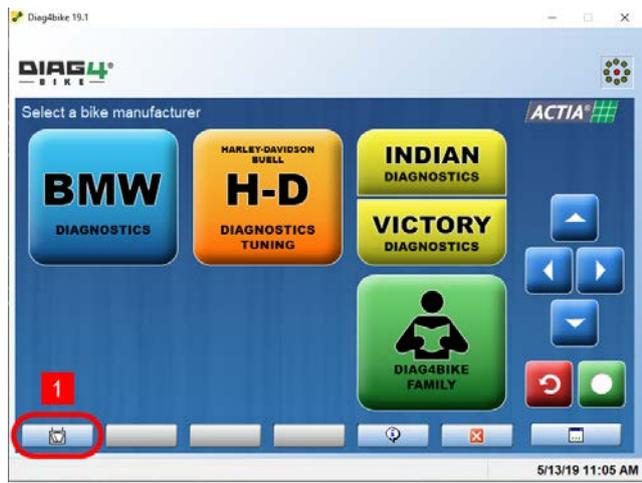 Diag4bike 19.1
DIAG4®
BIKE
Select a bike manufacturer
ACTIA®
BMW
DIAGNOSTICS
HARLEY-DAVIDSON
BUELL
H-D
DIAGNOSTICS
TUNING
INDIAN
DIAGNOSTICS
VICTORY
DIAGNOSTICS
DIAG4BIKE
FAMILY
1
5/13/19 11:05 AM